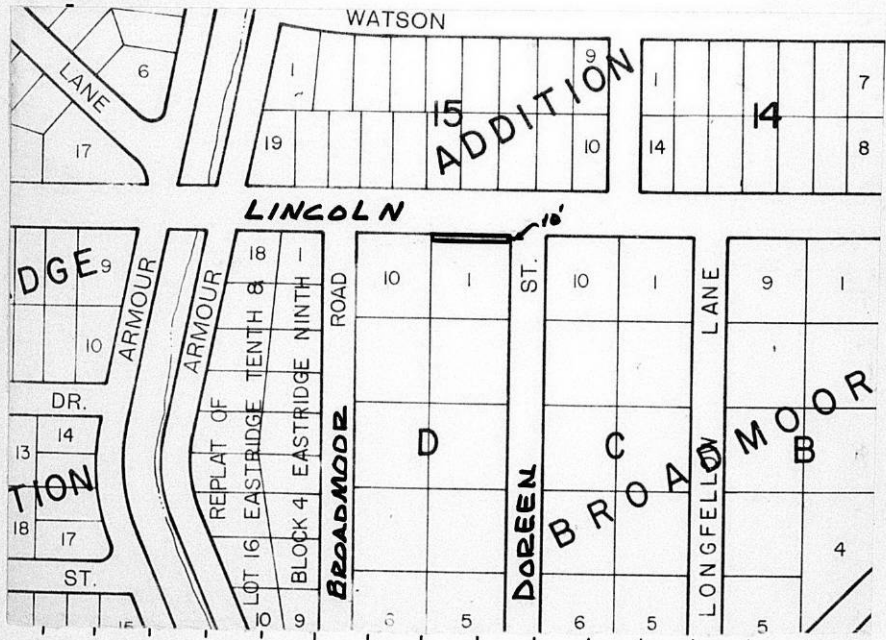 WATSON
LANE
6
17
1
9
19
15
10
ADDITION
1
7
14
14
8
LINCOLN
10'
DGE
9
10
ARMOUR
ARMOUR
18
1
10
1
ST.
10
1
LANE
9
1
ROAD
REPLAT OF
LOT 16 EASTRIDGE TENTH &
BLOCK 4 EASTRIDGE NINTH
DR.
13
14
TION
18
17
ST.
BROADMOOR
D
DOREEN
C
LONGFELLOW
B
BROADMOOR
4
15
10
9
6
5
6
5
5